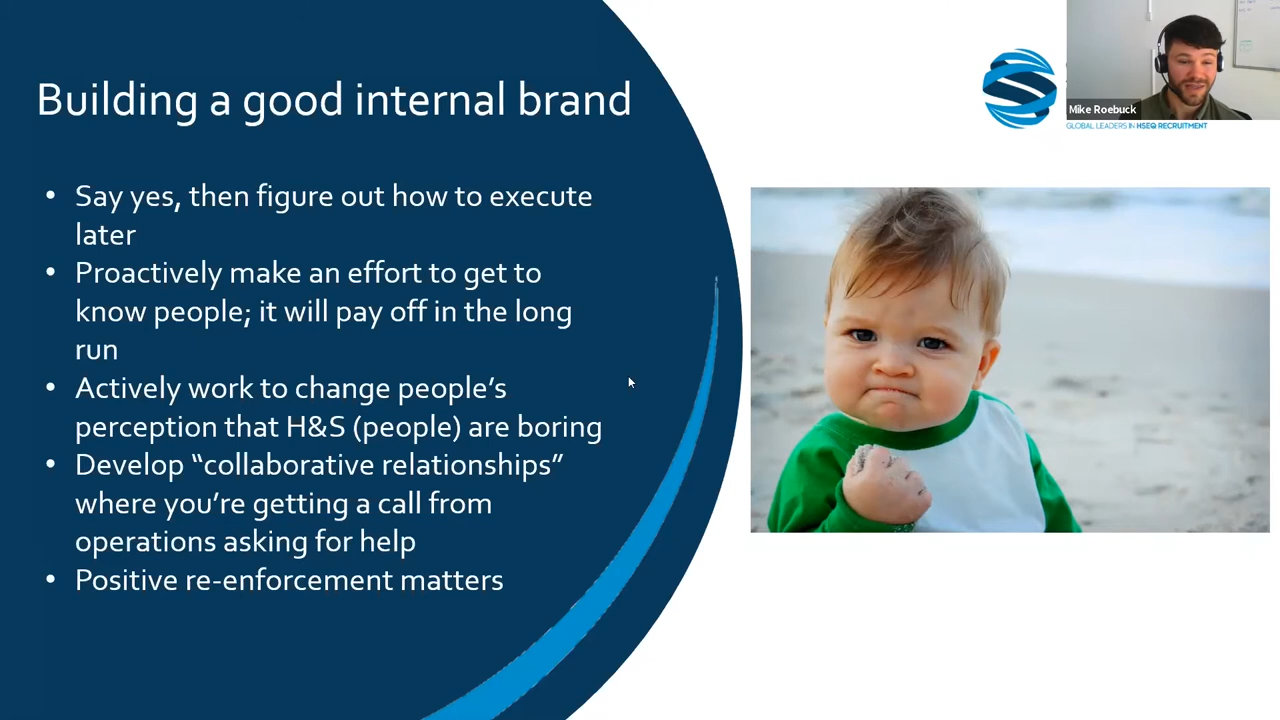 Building a good internal brand
Mike Roebuck
GLOBAL LEADERS IN HSEQ RECRUITMENT
• Say yes, then figure out how to execute
later
• Proactively make an effort to get to
know people; it will pay off in the long
run
• Actively work to change people’s
perception that H&S (people) are boring
• Develop “collaborative relationships”
where you’re getting a call from
operations asking for help
• Positive re-enforcement matters